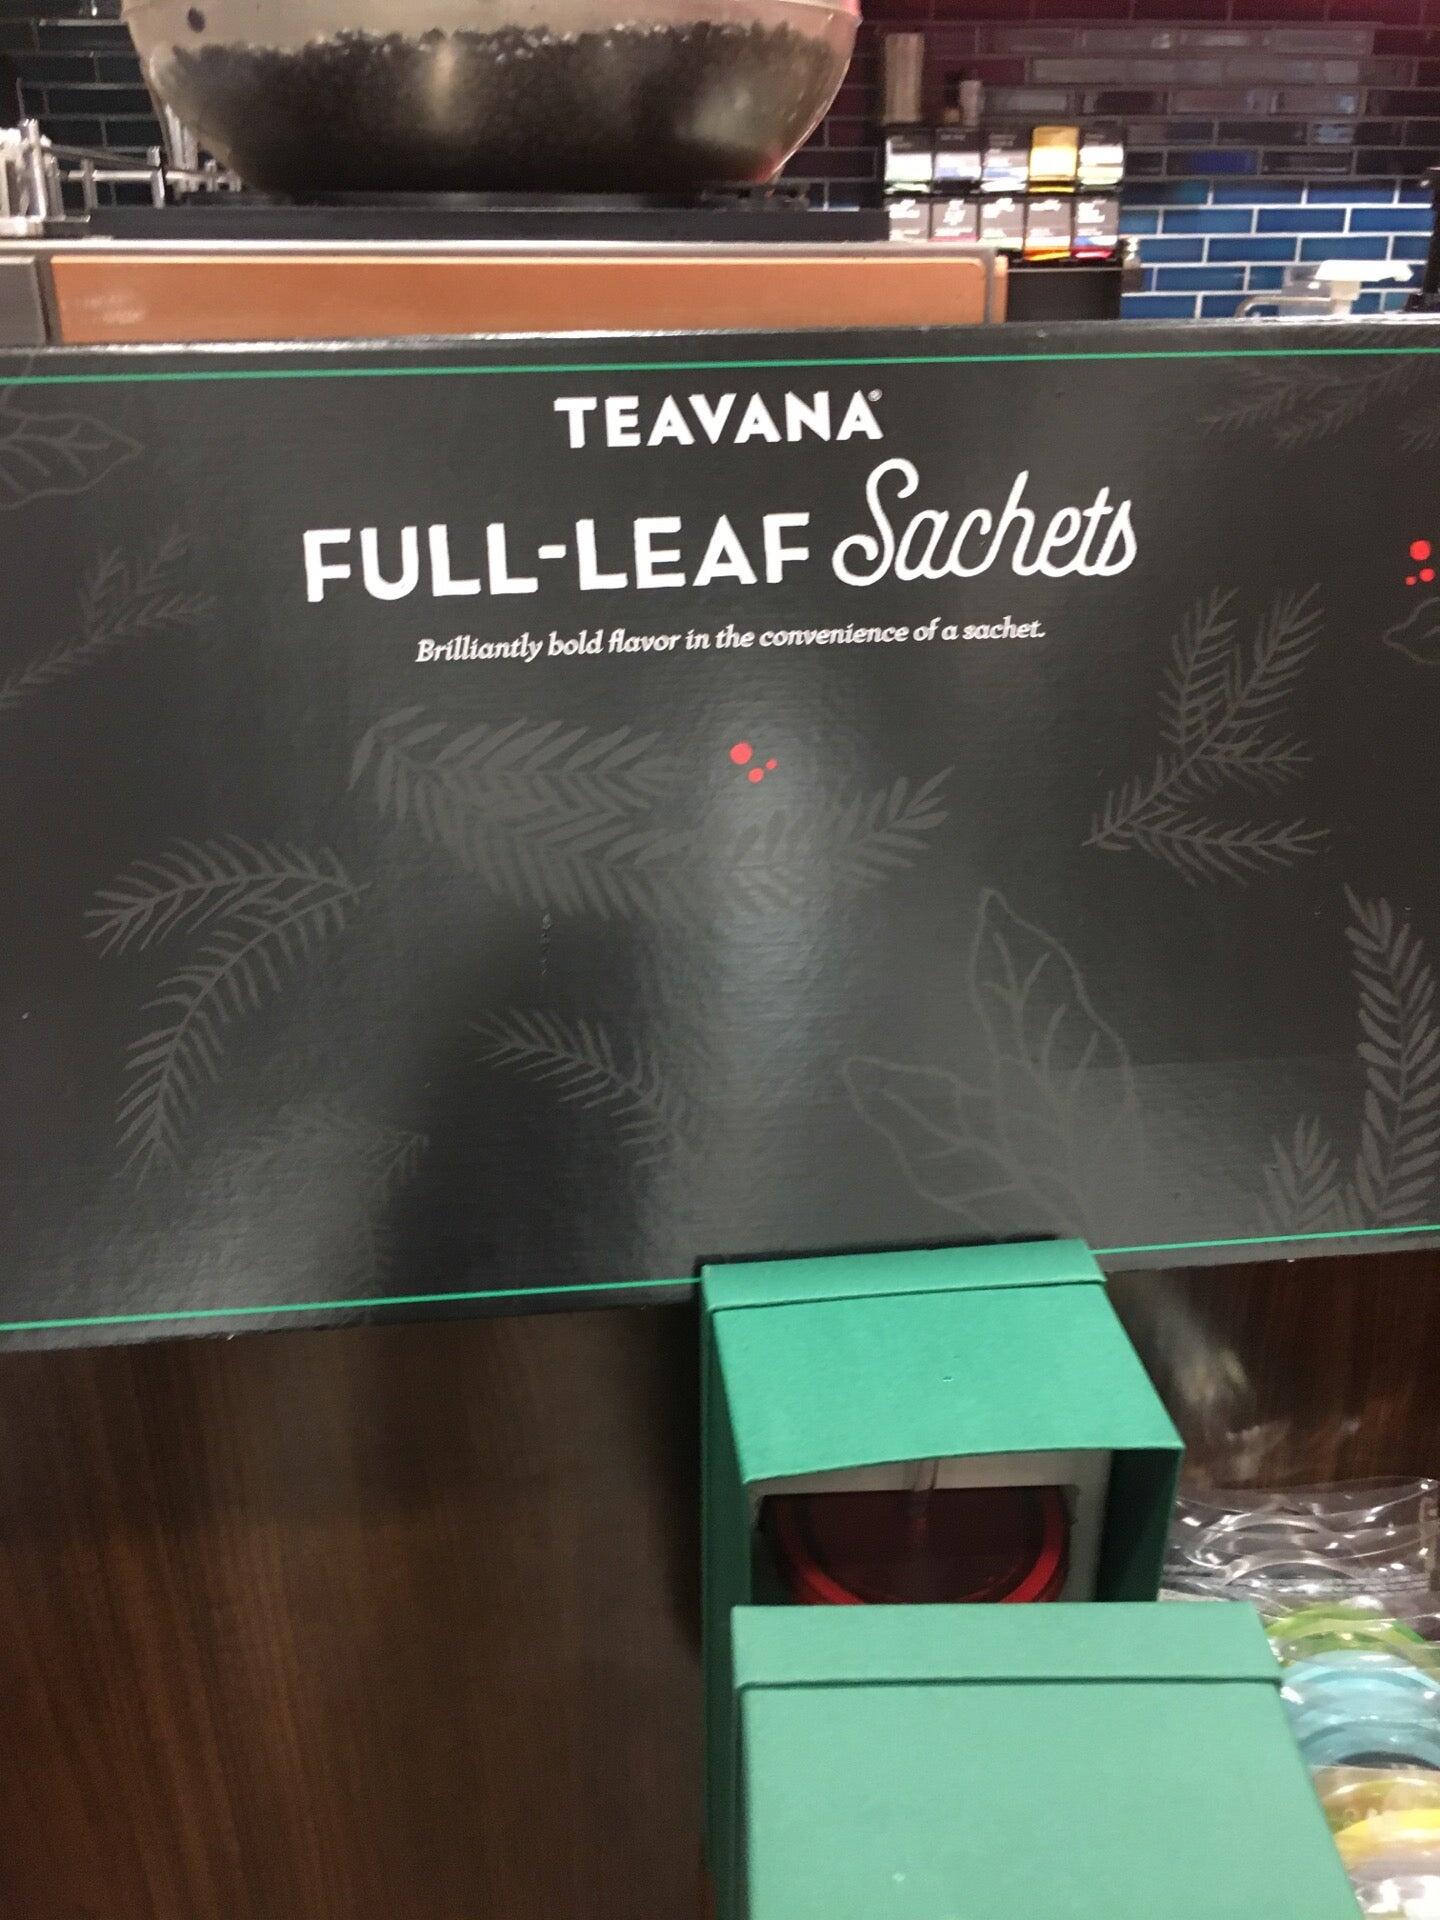 TEAVANA®
FULL-LEAF Sachets
Brilliantly bold flavor in the convenience of a sachet.